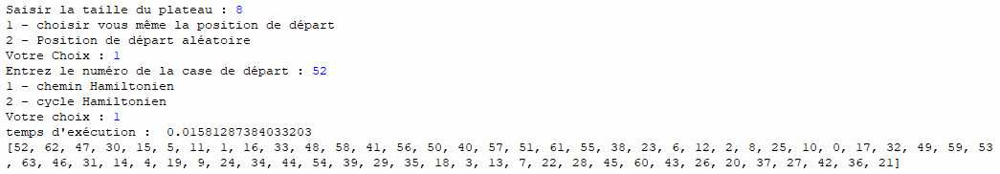 Saisir la taille du plateau : 8
1 - choisir vous même la position de départ
2 - Position de départ aléatoire
Votre Choix : 1
Entrez le numéro de la case de départ : 52
1 - chemin Hamiltonien
2 - cycle Hamiltonien
Votre choix : 1
temps d'exécution :  0.01581287384033203
[52, 62, 47, 30, 15, 5, 11, 1, 16, 33, 48, 58, 41, 56, 50, 40, 57, 51, 61, 55, 38, 23, 6, 12, 2, 8, 25, 10, 0, 17, 32, 49, 59, 53
, 63, 46, 31, 14, 4, 19, 9, 24, 34, 44, 54, 39, 29, 35, 18, 3, 13, 7, 22, 28, 45, 60, 43, 26, 20, 37, 27, 42, 36, 21]